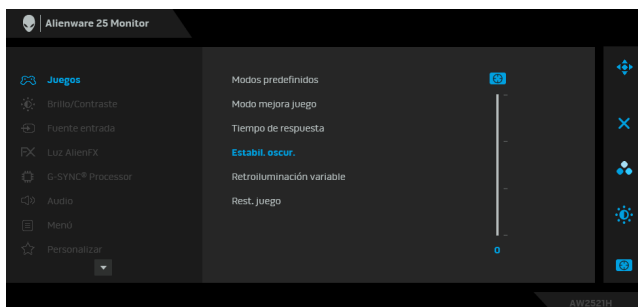 Alienware 25 Monitor
Juegos
Brillo/Contraste
Fuente entrada
FX Luz AlienFX
G-SYNC® Processor
Audio
Menú
Personalizar
Modos predefinidos
Modo mejora juego
Tiempo de respuesta
Estabil. oscur.
Retroiluminación variable
Rest. juego
0
AW2521H